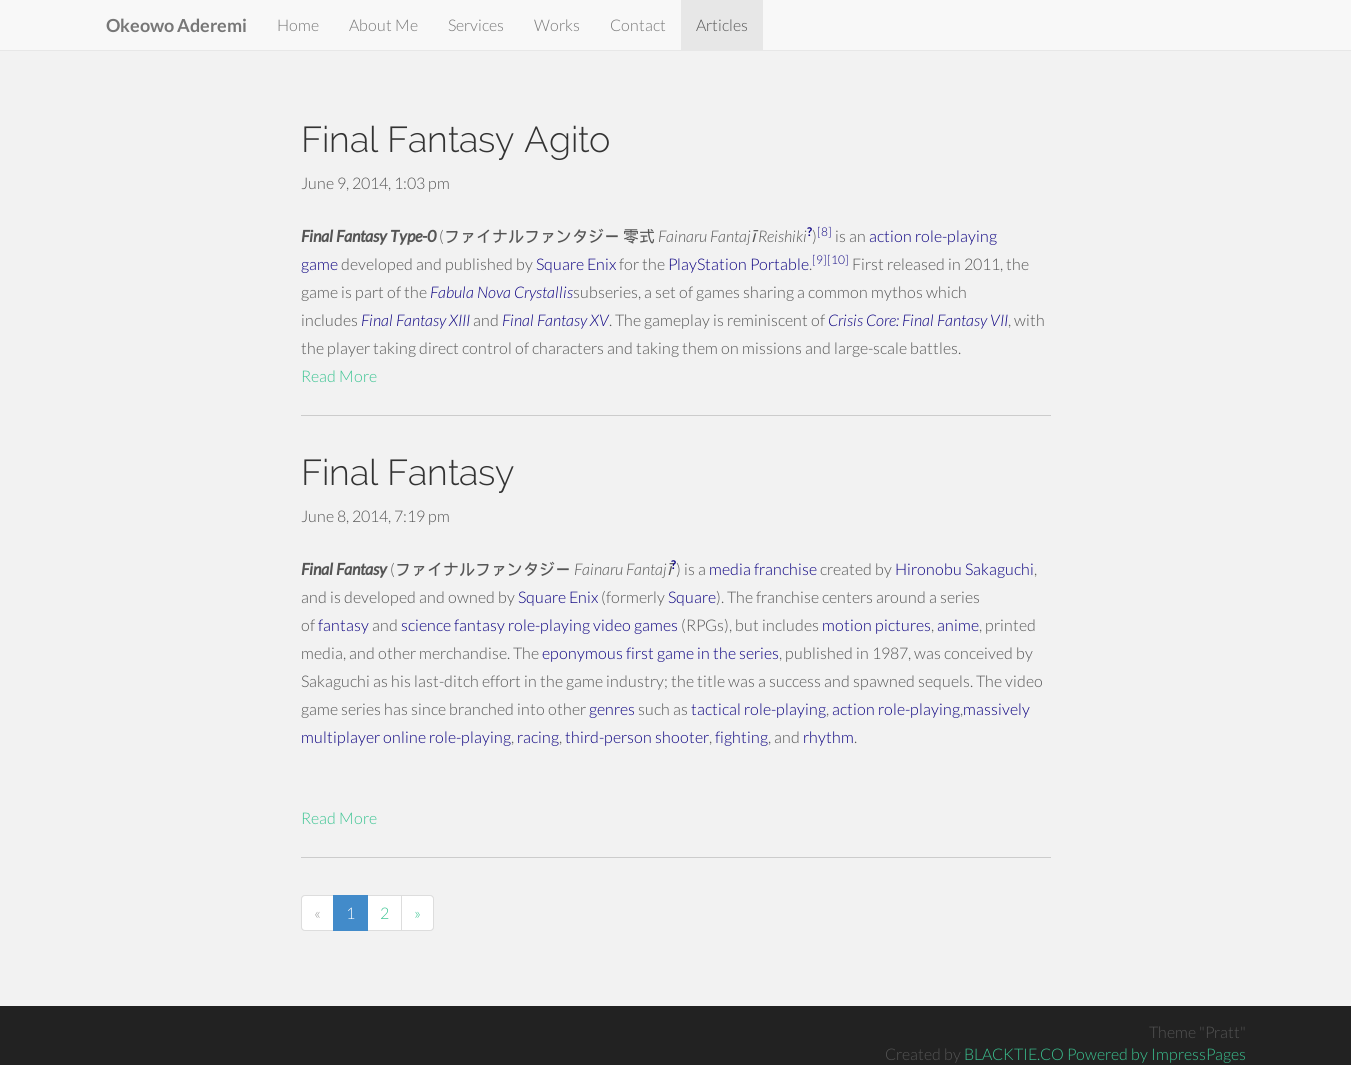 Okeowo Aderemi Home About Me Services Works Contact Articles
Final Fantasy Agito
June 9, 2014, 1:03 pm
Final Fantasy Type-0 (ファイナルファンタジー 零式 Fainaru Fantajī Reishiki?)[8] is an action role-playing
game developed and published by Square Enix for the PlayStation Portable.[9][10] First released in 2011, the
game is part of the Fabula Nova Crystallissubseries, a set of games sharing a common mythos which
includes Final Fantasy XIII and Final Fantasy XV. The gameplay is reminiscent of Crisis Core: Final Fantasy VII, with
the player taking direct control of characters and taking them on missions and large-scale battles.
Read More
Final Fantasy
June 8, 2014, 7:19 pm
Final Fantasy (ファイナルファンタジー Fainaru Fantajī?) is a media franchise created by Hironobu Sakaguchi,
and is developed and owned by Square Enix (formerly Square). The franchise centers around a series
of fantasy and science fantasy role-playing video games (RPGs), but includes motion pictures, anime, printed
media, and other merchandise. The eponymous first game in the series, published in 1987, was conceived by
Sakaguchi as his last-ditch effort in the game industry; the title was a success and spawned sequels. The video
game series has since branched into other genres such as tactical role-playing, action role-playing,massively
multiplayer online role-playing, racing, third-person shooter, fighting, and rhythm.
Read More
« 1 2 »
Theme "Pratt"
Created by BLACKTIE.CO Powered by ImpressPages